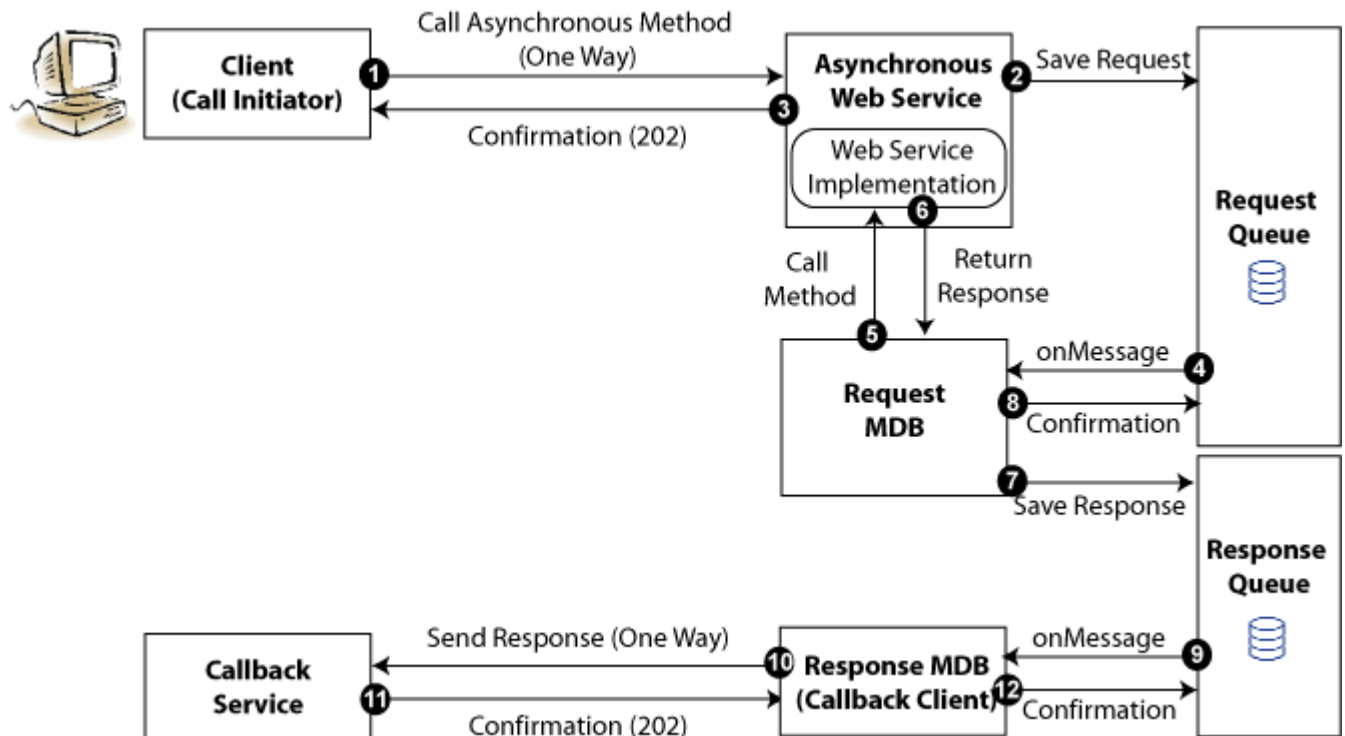 Call Asynchronous Method
(One Way)
Client
(Call Initiator)
1
Confirmation (202)
3
Asynchronous
Web Service
2
Save Request
Web Service
Implementation
6
Request
Queue
Call
Method
Return
Response
5
onMessage
4
Request
MDB
8
Confirmation
7
Save Response
Response
Queue
Callback
Service
Send Response (One Way)
10
11
Confirmation (202)
Response MDB
(Callback Client)
onMessage
9
12
Confirmation